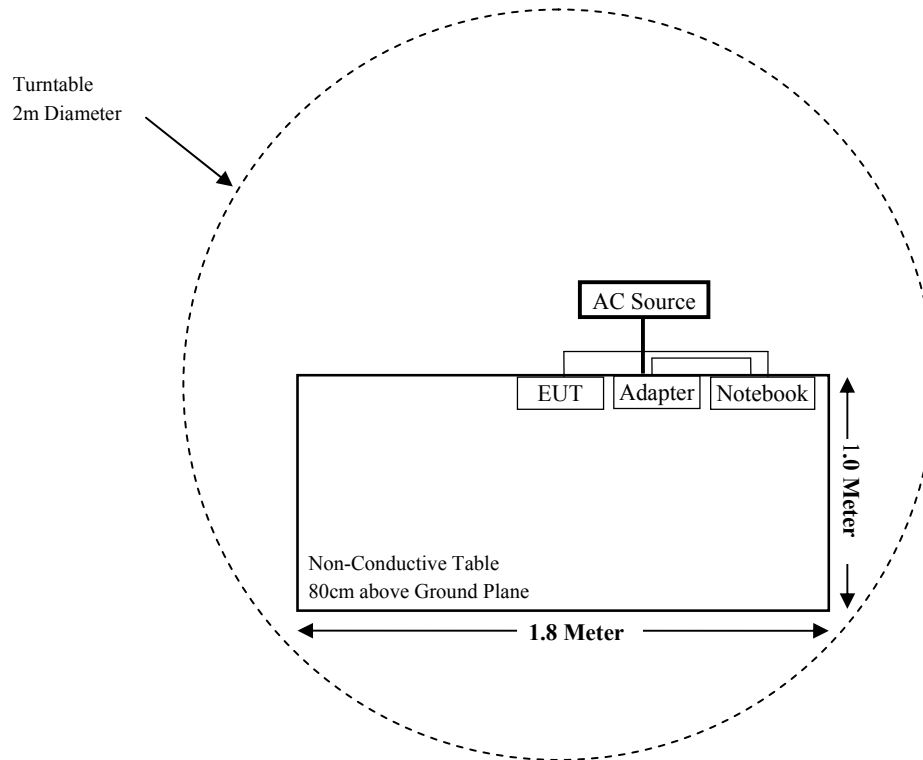 Turntable
2m Diameter
AC Source
EUT
Adapter
Notebook
1.0 Meter
Non-Conductive Table
80cm above Ground Plane
1.8 Meter